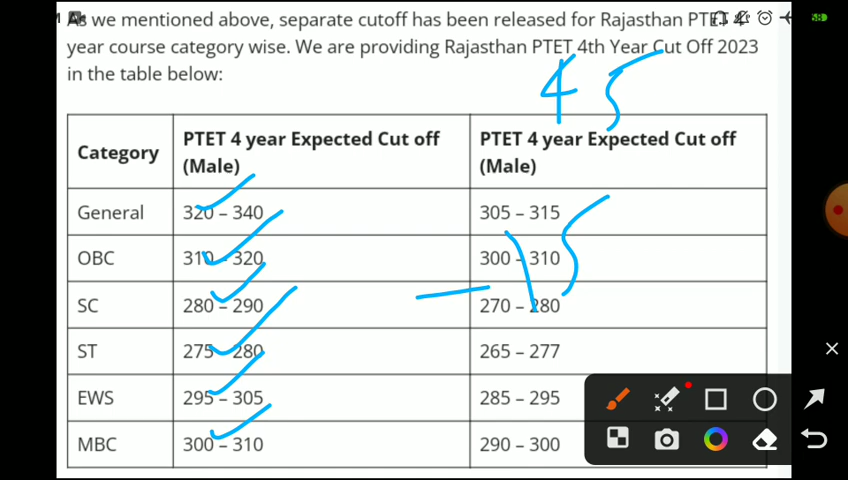 As we mentioned above, separate cutoff has been released for Rajasthan PTET 4
year course category wise. We are providing Rajasthan PTET 4th Year Cut Off 2023
in the table below:
45
Category PTET 4 year Expected Cut off (Male) PTET 4 year Expected Cut off (Male)
General 320 – 340 305 – 315
OBC 310 – 320 300 – 310
SC 280 – 290 270 – 280
ST 275 – 280 265 – 277
EWS 295 – 305 285 – 295
MBC 300 – 310 290 – 300